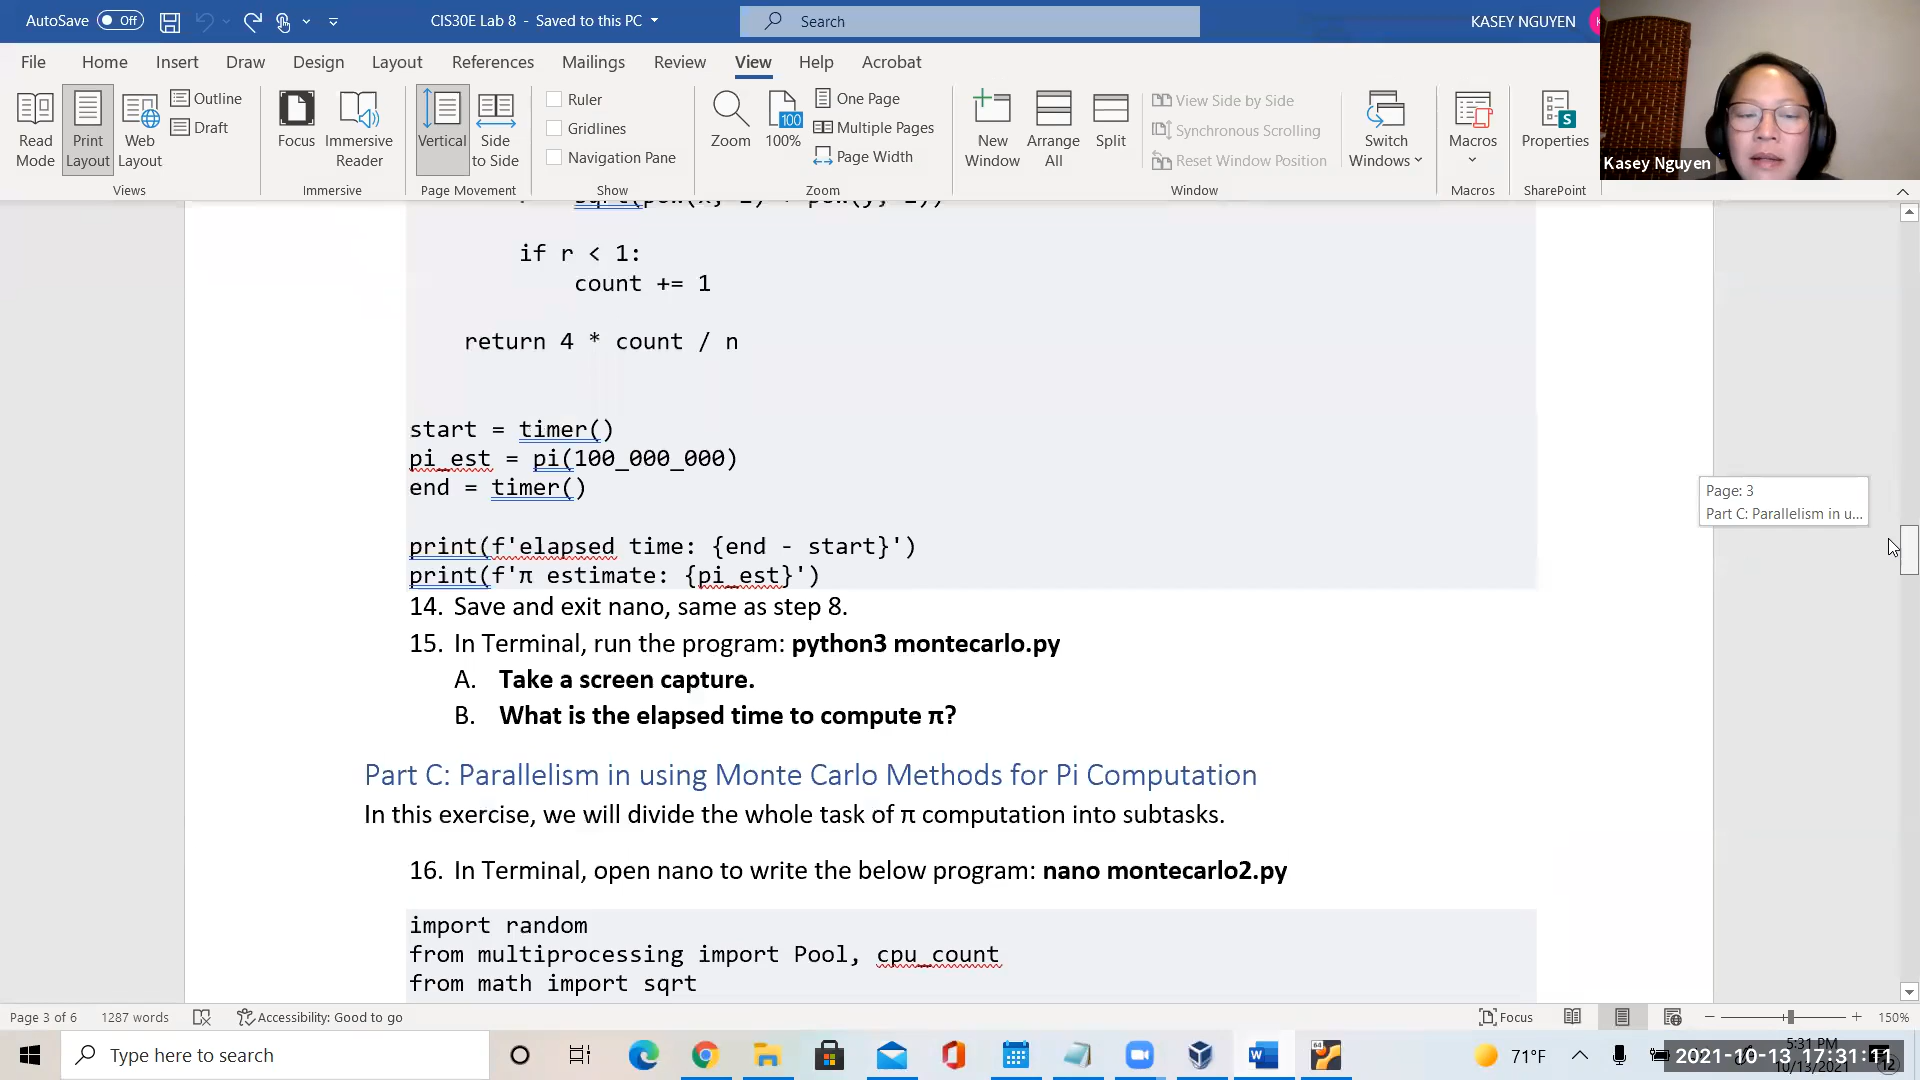 AutoSave Off CIS30E Lab 8 - Saved to this PC Search KASEY NGUYEN
File Home Insert Draw Design Layout References Mailings Review View Help Acrobat
Read Mode Print Layout Web Layout Outline Draft Focus Immersive Reader Vertical Side to Side Ruler Gridlines Navigation Pane Zoom 100 100% One Page Multiple Pages Page Width New Window Arrange All Split View Side by Side Synchronous Scrolling Reset Window Position Switch Windows Macros Properties
Views Immersive Page Movement Show Zoom Window Macros SharePoint
Kasey Nguyen
if r < 1:
count += 1
return 4 * count / n
start = timer()
pi_est = pi(100_000_000)
end = timer()
print(f'elapsed time: {end - start}')
print(f'π estimate: {pi_est}')
Page: 3
Part C: Parallelism in u...
14. Save and exit nano, same as step 8.
15. In Terminal, run the program: python3 montecarlo.py
A. Take a screen capture.
B. What is the elapsed time to compute π?
Part C: Parallelism in using Monte Carlo Methods for Pi Computation
In this exercise, we will divide the whole task of π computation into subtasks.
16. In Terminal, open nano to write the below program: nano montecarlo2.py
import random
from multiprocessing import Pool, cpu_count
from math import sqrt
Page 3 of 6 1287 words Accessibility: Good to go Focus 150%
Type here to search 71°F 5:31 PM
2021-10-13 17:31:11
10/13/2021 12